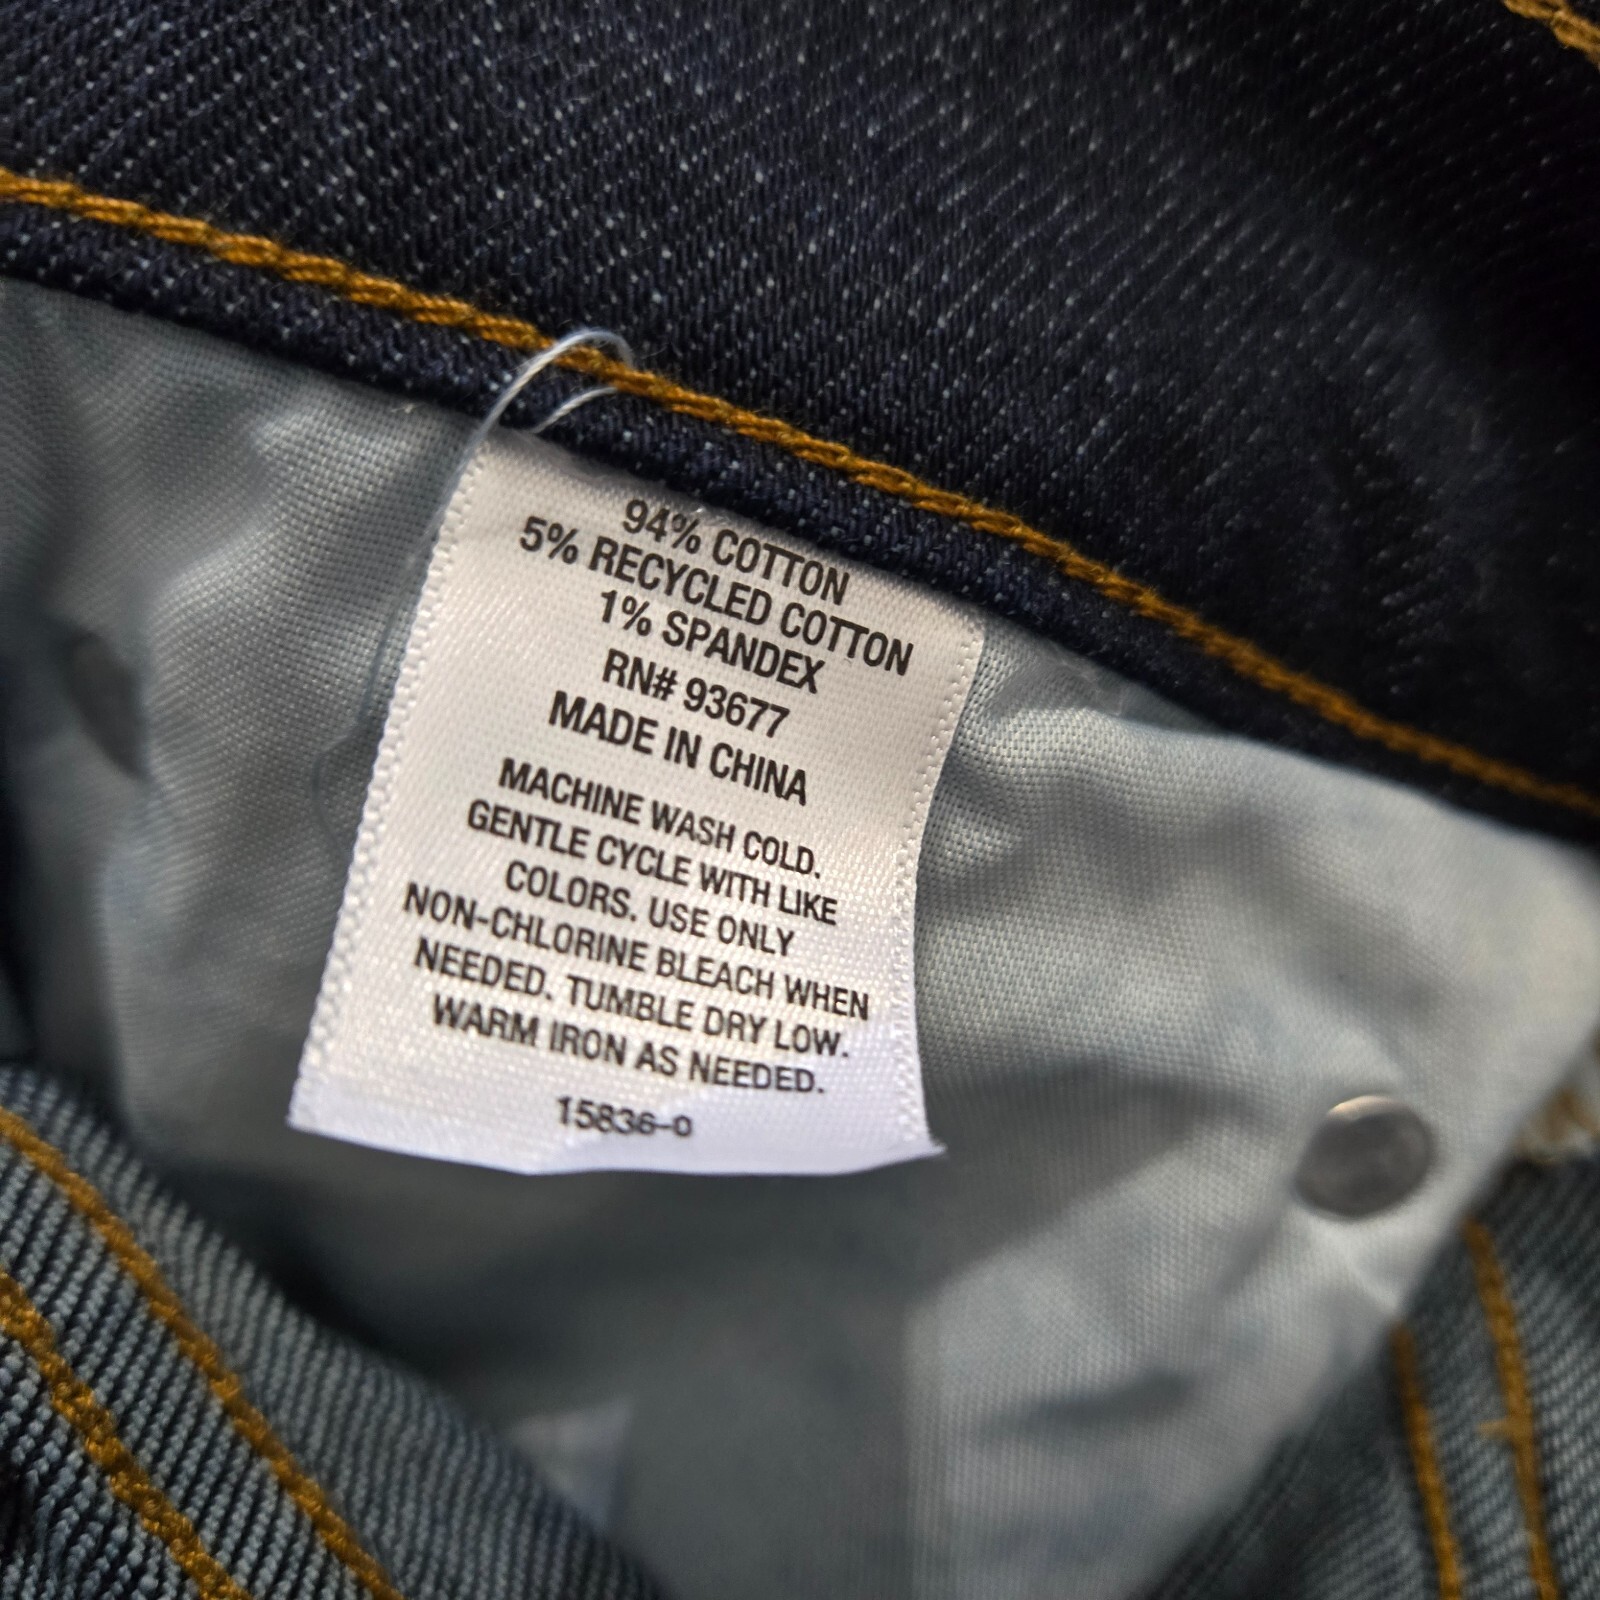 94% COTTON
5% RECYCLED COTTON
1% SPANDEX
RN# 93677
MADE IN CHINA
MACHINE WASH COLD.
GENTLE CYCLE WITH LIKE
COLORS. USE ONLY
NON-CHLORINE BLEACH WHEN
NEEDED. TUMBLE DRY LOW.
WARM IRON AS NEEDED.
15836-0